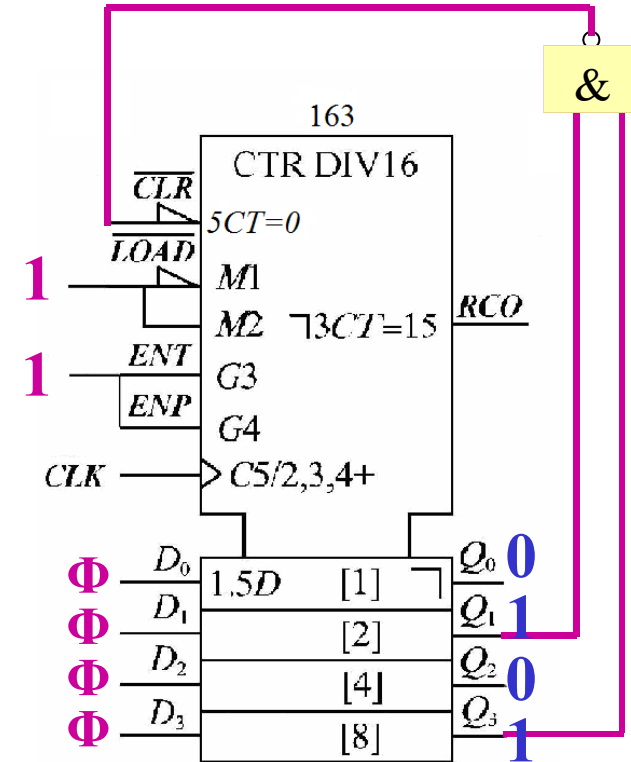 &
163
CTR DIV16
CLR
5CT=0
LOAD
1 M1
M2 ㄱ3CT=15 RCO
1 ENT G3
ENP G4
CLK C5/2,3,4+
Φ D₀ 1.5D [1] ㄱ Q₀ 0
Φ D₁ [2] Q₁ 1
Φ D₂ [4] Q₂ 0
Φ D₃ [8] Q₃ 1